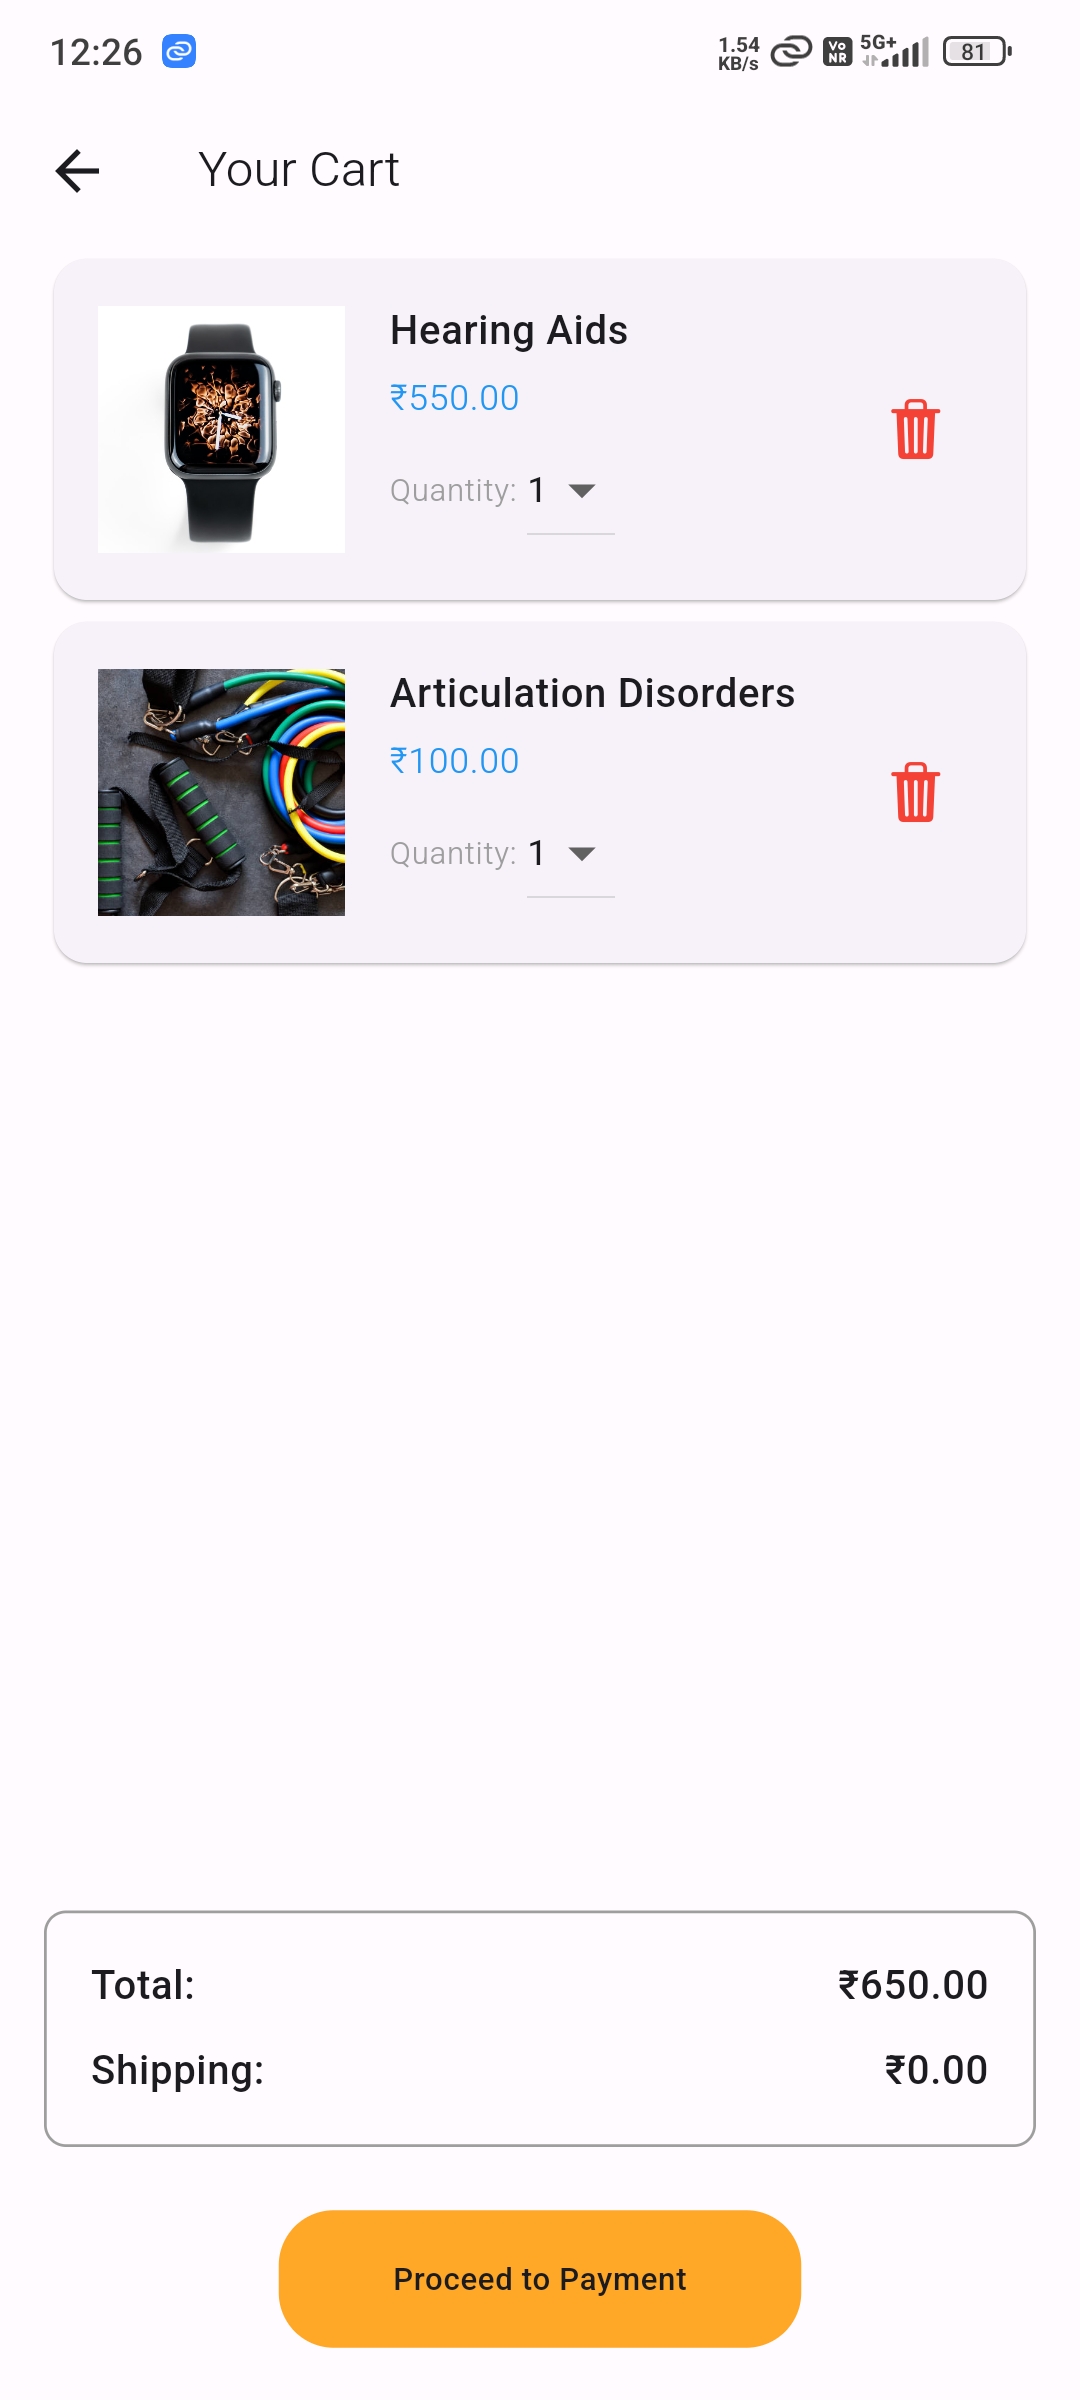 12:26
1.54
KB/s
Vo
NR
5G+
81
Your Cart
Hearing Aids
₹550.00
Quantity: 1
Articulation Disorders
₹100.00
Quantity: 1
Total: ₹650.00
Shipping: ₹0.00
Proceed to Payment